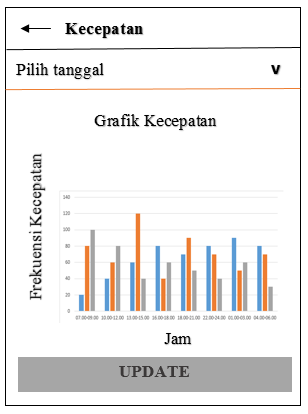 Kecepatan
Pilih tanggal V
Grafik Kecepatan
Frekuensi Kecepatan
140
120
100
80
60
40
20
0
07.00-09.00 10.00-12.00 13.00-15.00 16.00-18.00 18.00-21.00 22.00-24.00 01.00-03.00 04.00-06.00
Jam
UPDATE